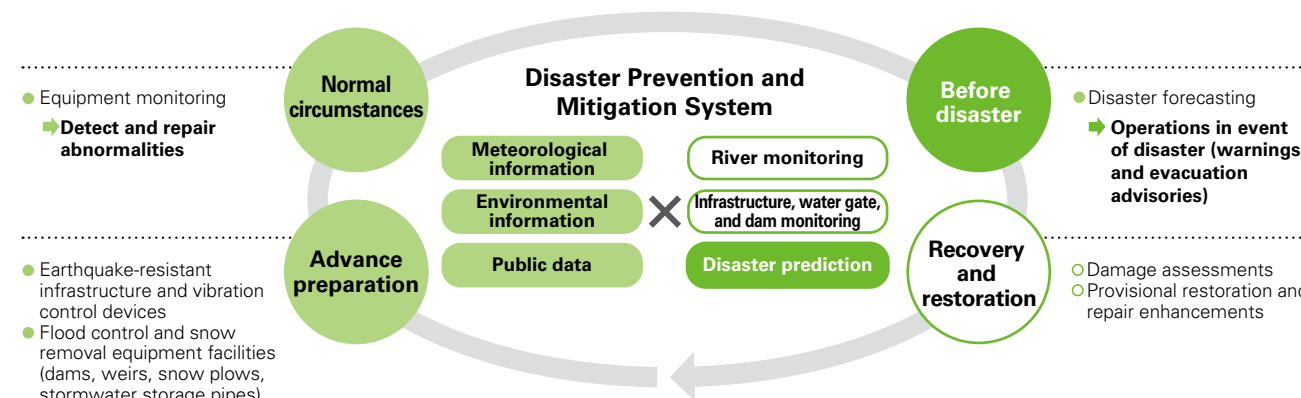 Normal
circumstances
Equipment monitoring
Detect and repair
abnormalities
Disaster Prevention and
Mitigation System
Before
disaster
Disaster forecasting
Operations in event
of disaster (warnings
and evacuation
advisories)
Meteorological
information
River monitoring
Environmental
information
Infrastructure, water gate,
and dam monitoring
Public data
Disaster prediction
Advance
preparation
Earthquake-resistant
infrastructure and vibration
control devices
Flood control and snow
removal equipment facilities
(dams, weirs, snow plows,
stormwater storage pipes)
Recovery
and
restoration
Damage assessments
Provisional restoration and
repair enhancements